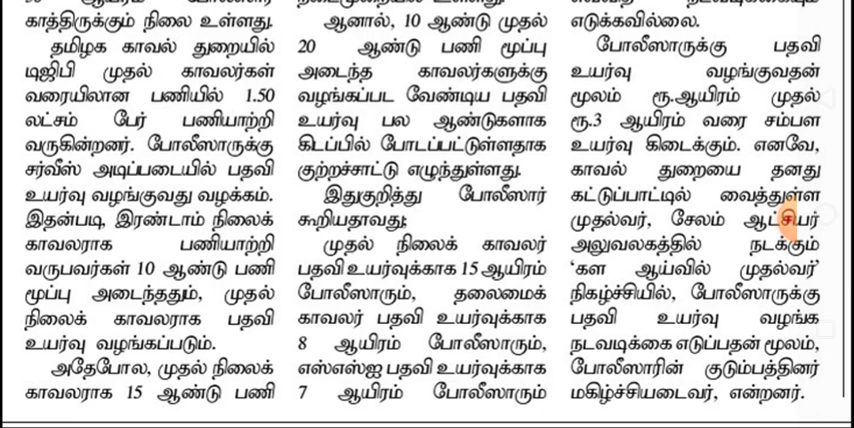 காத்திருக்கும் நிலை உள்ளது.
தமிழக காவல் துறையில்
டிஜிபி முதல் காவலர்கள்
வரையிலான பணியில் 1.50
லட்சம் பேர் பணியாற்றி
வருகின்றனர். போலீஸாருக்கு
சர்வீஸ் அடிப்படையில் பதவி
உயர்வு வழங்குவது வழக்கம்.
இதன்படி, இரண்டாம் நிலைக்
காவலராக பணியாற்றி
வருபவர்கள் 10 ஆண்டு பணி
மூப்பு அடைந்ததும், முதல்
நிலைக் காவலராக பதவி
உயர்வு வழங்கப்படும்.
அதேபோல, முதல் நிலைக்
காவலராக 15 ஆண்டு பணி
ஆனால், 10 ஆண்டு முதல்
20 ஆண்டு பணி மூப்பு
அடைந்த காவலர்களுக்கு
வழங்கப்பட வேண்டிய பதவி
உயர்வு பல ஆண்டுகளாக
கிடப்பில் போடப்பட்டுள்ளதாக
குற்றச்சாட்டு எழுந்துள்ளது.
இதுகுறித்து போலீஸார்
கூறியதாவது:
முதல் நிலைக் காவலர்
பதவி உயர்வுக்காக 15 ஆயிரம்
போலீஸாரும், தலைமைக்
காவலர் பதவி உயர்வுக்காக
8 ஆயிரம் போலீஸாரும்,
எஸ்எஸ்ஐ பதவி உயர்வுக்காக
7 ஆயிரம் போலீஸாரும்
எடுக்கவில்லை.
போலீஸாருக்கு பதவி
உயர்வு வழங்குவதன்
மூலம் ரூ.ஆயிரம் முதல்
ரூ.3 ஆயிரம் வரை சம்பள
உயர்வு கிடைக்கும். எனவே,
காவல் துறையை தனது
கட்டுப்பாட்டில் வைத்துள்ள
முதல்வர், சேலம் ஆட்சியர்
அலுவலகத்தில் நடக்கும்
‘கள ஆய்வில் முதல்வர்’
நிகழ்ச்சியில், போலீஸாருக்கு
பதவி உயர்வு வழங்க
நடவடிக்கை எடுப்பதன் மூலம்,
போலீஸாரின் குடும்பத்தினர்
மகிழ்ச்சியடைவர், என்றனர்.